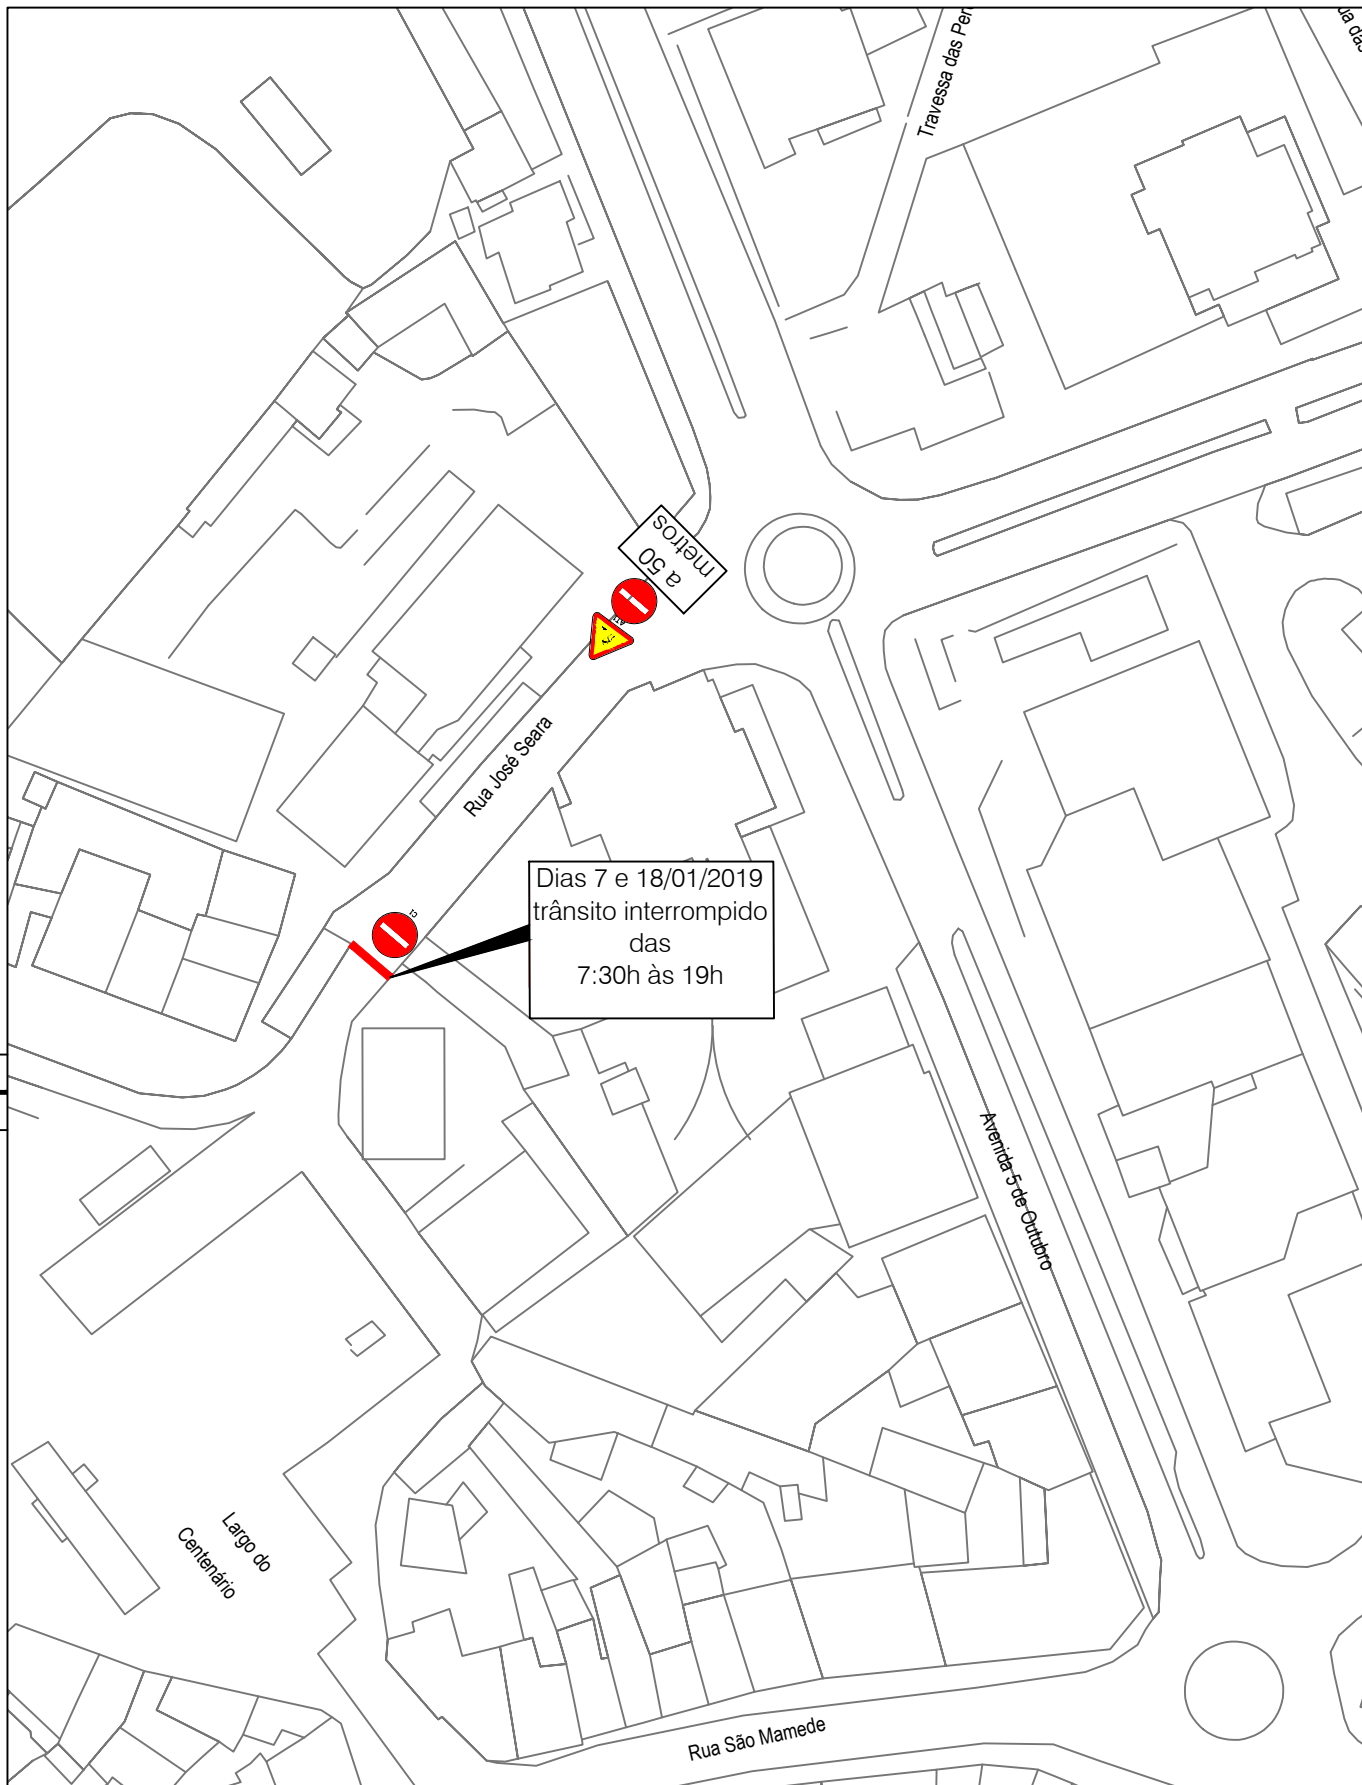 Travessa das
a 50
metros
Rua José Seara
C1
Dias 7 e 18/01/2019
trânsito interrompido
das
7:30h às 19h
Avenida 5 de Outubro
Largo do
Centenário
Rua São Mamede